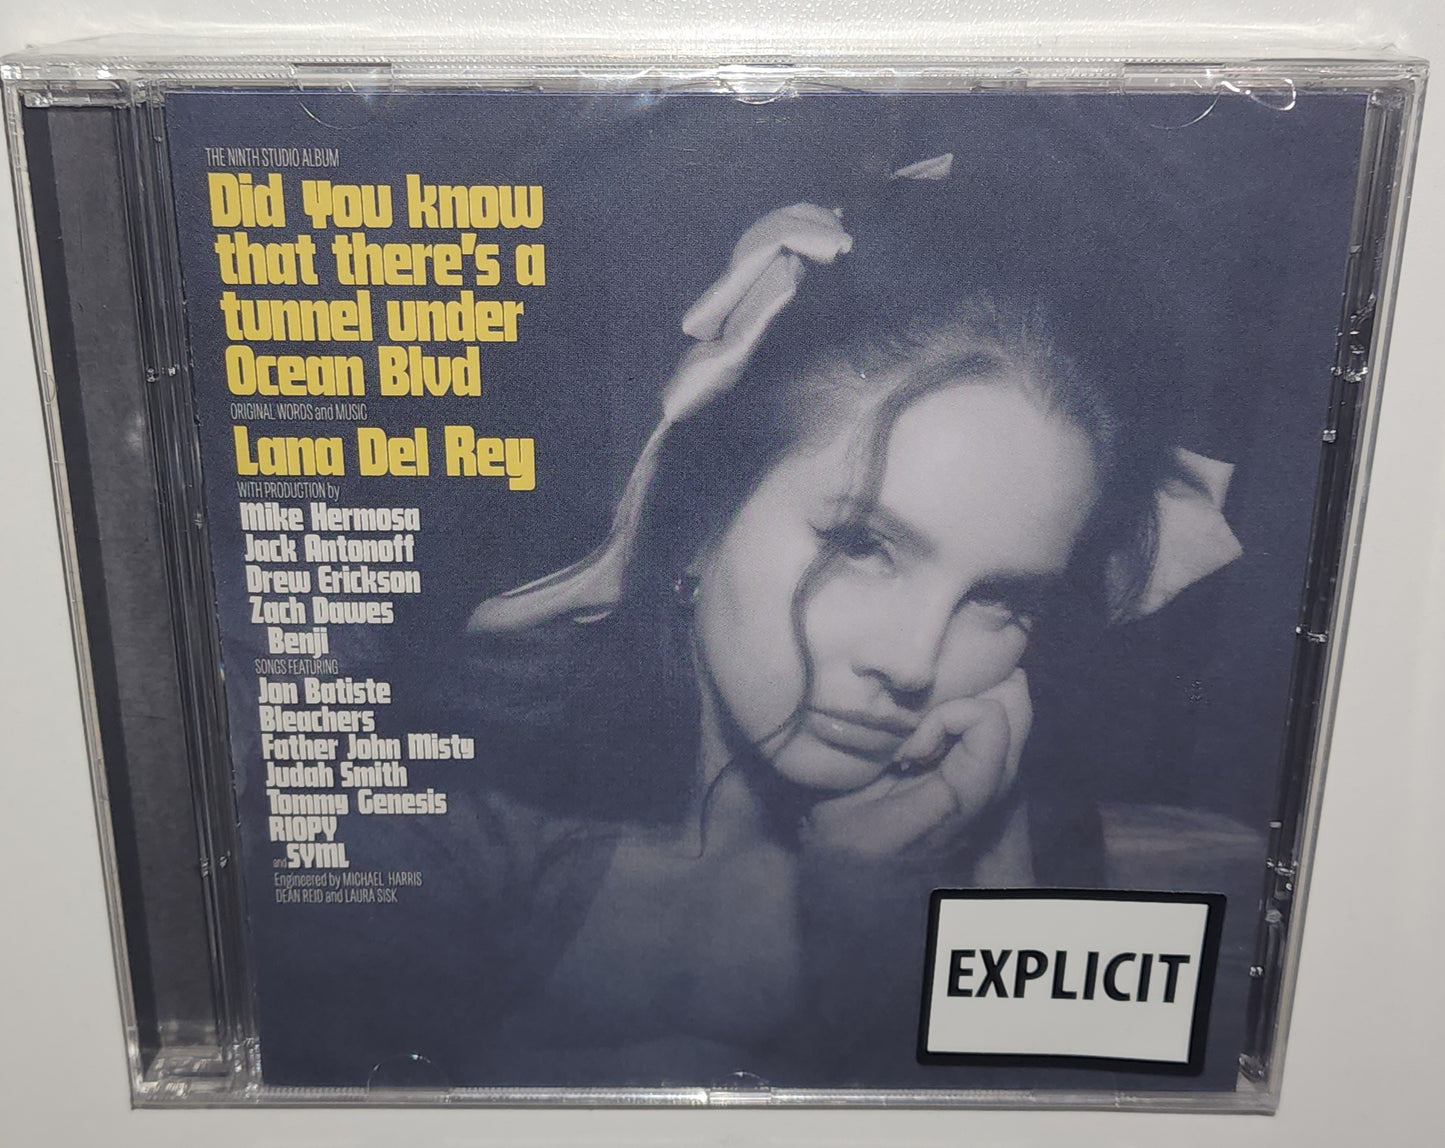 THE NINTH STUDIO ALBUM
Did you know
that there's a
tunnel under
Ocean Blvd
ORIGINAL WORDS and MUSIC
Lana Del Rey
WITH PRODUCTION by
Mike Hermosa
Jack Antonoff
Drew Erickson
Zach Dawes
Benji
SONGS FEATURING
Jon Batiste
Bleachers
Father John Misty
Judah Smith
Tommy Genesis
RIOPY
and SYML
Engineered by MICHAEL HARRIS
DEAN REID and LAURA SISK
EXPLICIT